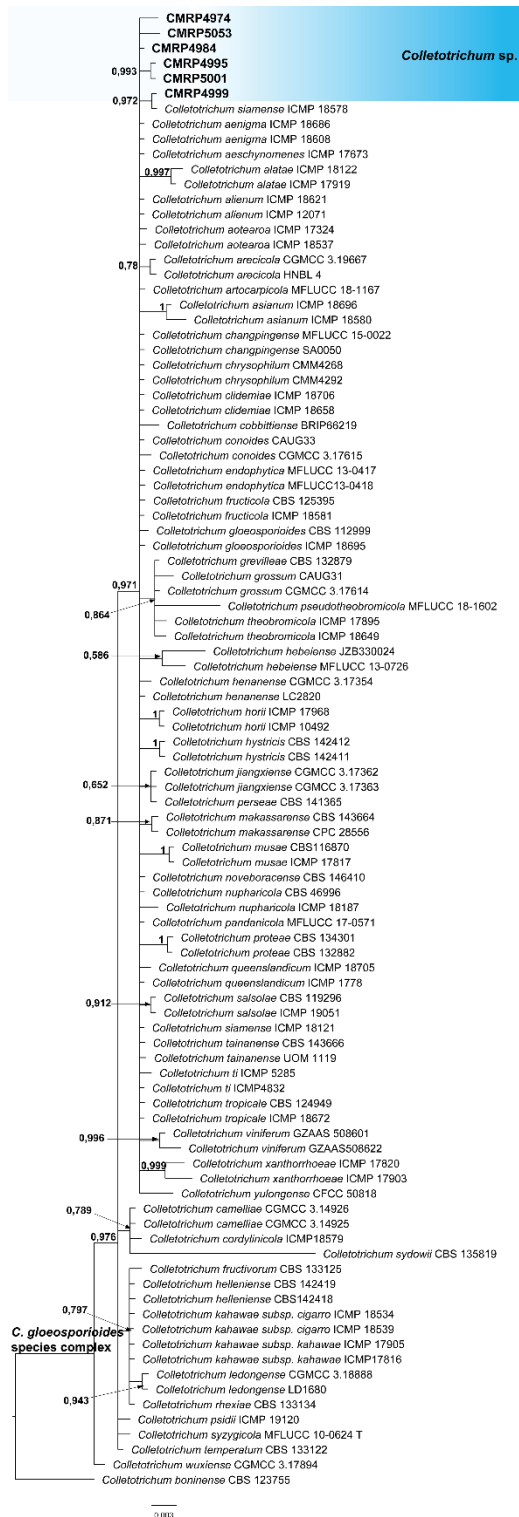 CMRP4974
CMRP5053
CMRP4984
CMRP4995
0,993
Colletotrichum sp.
CMRP5001
CMRP4999
0,972
Colletotrichum siamense ICMP 18578
Colletotrichum aenigma ICMP 18686
Colletotrichum aenigma ICMP 18608
Colletotrichum aeschynomenes ICMP 17673
0,997
Colletotrichum alatae ICMP 18122
Colletotrichum alatae ICMP 17919
Colletotrichum alienum ICMP 18621
Colletotrichum alienum ICMP 12071
Colletotrichum aotearoa ICMP 17324
Colletotrichum aotearoa ICMP 18537
0,78
Colletotrichum arecicola CGMCC 3.19667
Colletotrichum arecicola HNBL 4
Colletotrichum artocarpicola MFLUCC 18-1167
1
Colletotrichum asianum ICMP 18696
Colletotrichum asianum ICMP 18580
Colletotrichum changpingense MFLUCC 15-0022
Colletotrichum changpingense SA0050
Colletotrichum chrysophilum CMM4268
Colletotrichum chrysophilum CMM4292
Colletotrichum clidemiae ICMP 18706
Colletotrichum clidemiae ICMP 18658
Colletotrichum cobbittiense BRIP66219
Colletotrichum conoides CAUG33
Colletotrichum conoides CGMCC 3.17615
Colletotrichum endophytica MFLUCC 13-0417
Colletotrichum endophytica MFLUCC13-0418
Colletotrichum fructicola CBS 125395
Colletotrichum fructicola ICMP 18581
Colletotrichum gloeosporioides CBS 112999
Colletotrichum gloeosporioides ICMP 18695
Colletotrichum grevilleae CBS 132879
0,971
Colletotrichum grossum CAUG31
Colletotrichum grossum CGMCC 3.17614
Colletotrichum pseudotheobromicola MFLUCC 18-1602
0,864
Colletotrichum theobromicola ICMP 17895
Colletotrichum theobromicola ICMP 18649
0,586
Colletotrichum hebeiense JZB330024
Colletotrichum hebeiense MFLUCC 13-0726
Colletotrichum henanense CGMCC 3.17354
Colletotrichum henanense LC2820
1
Colletotrichum horii ICMP 17968
Colletotrichum horii ICMP 10492
1
Colletotrichum hystricis CBS 142412
Colletotrichum hystricis CBS 142411
Colletotrichum jiangxiense CGMCC 3.17362
0,652
Colletotrichum jiangxiense CGMCC 3.17363
Colletotrichum perseae CBS 141365
0,871
Colletotrichum makassarense CBS 143664
Colletotrichum makassarense CPC 28556
1
Colletotrichum musae CBS116870
Colletotrichum musae ICMP 17817
Colletotrichum noveboracense CBS 146410
Colletotrichum nupharicola CBS 46996
Colletotrichum nupharicola ICMP 18187
Colletotrichum pandanicola MFLUCC 17-0571
1
Colletotrichum proteae CBS 134301
Colletotrichum proteae CBS 132882
Colletotrichum queenslandicum ICMP 18705
Colletotrichum queenslandicum ICMP 1778
0,912
Colletotrichum salsolae CBS 119296
Colletotrichum salsolae ICMP 19051
Colletotrichum siamense ICMP 18121
Colletotrichum tainanense CBS 143666
Colletotrichum tainanense UOM 1119
Colletotrichum ti ICMP 5285
Colletotrichum ti ICMP4832
Colletotrichum tropicale CBS 124949
Colletotrichum tropicale ICMP 18672
0,996
Colletotrichum viniferum GZAAS 508601
Colletotrichum viniferum GZAAS508622
0,999
Colletotrichum xanthorrhoeae ICMP 17820
Colletotrichum xanthorrhoeae ICMP 17903
Colletotrichum yulongense CFCC 50818
0,789
Colletotrichum camelliae CGMCC 3.14926
Colletotrichum camelliae CGMCC 3.14925
0,976
Colletotrichum cordylinicola ICMP18579
Colletotrichum sydowii CBS 135819
Colletotrichum fructivorum CBS 133125
Colletotrichum helleniense CBS 142419
Colletotrichum helleniense CBS142418
0,797
Colletotrichum kahawae subsp. cigarro ICMP 18534
Colletotrichum kahawae subsp. cigarro ICMP 18539
C. gloeosporioides
species complex
Colletotrichum kahawae subsp. kahawae ICMP 17905
Colletotrichum kahawae subsp. kahawae ICMP17816
Colletotrichum ledongense CGMCC 3.18888
0,943
Colletotrichum ledongense LD1680
Colletotrichum rhexiae CBS 133134
Colletotrichum psidii ICMP 19120
Colletotrichum syzygicola MFLUCC 10-0624 T
Colletotrichum temperatum CBS 133122
Colletotrichum wuxiense CGMCC 3.17894
Colletotrichum boninense CBS 123755
0.003